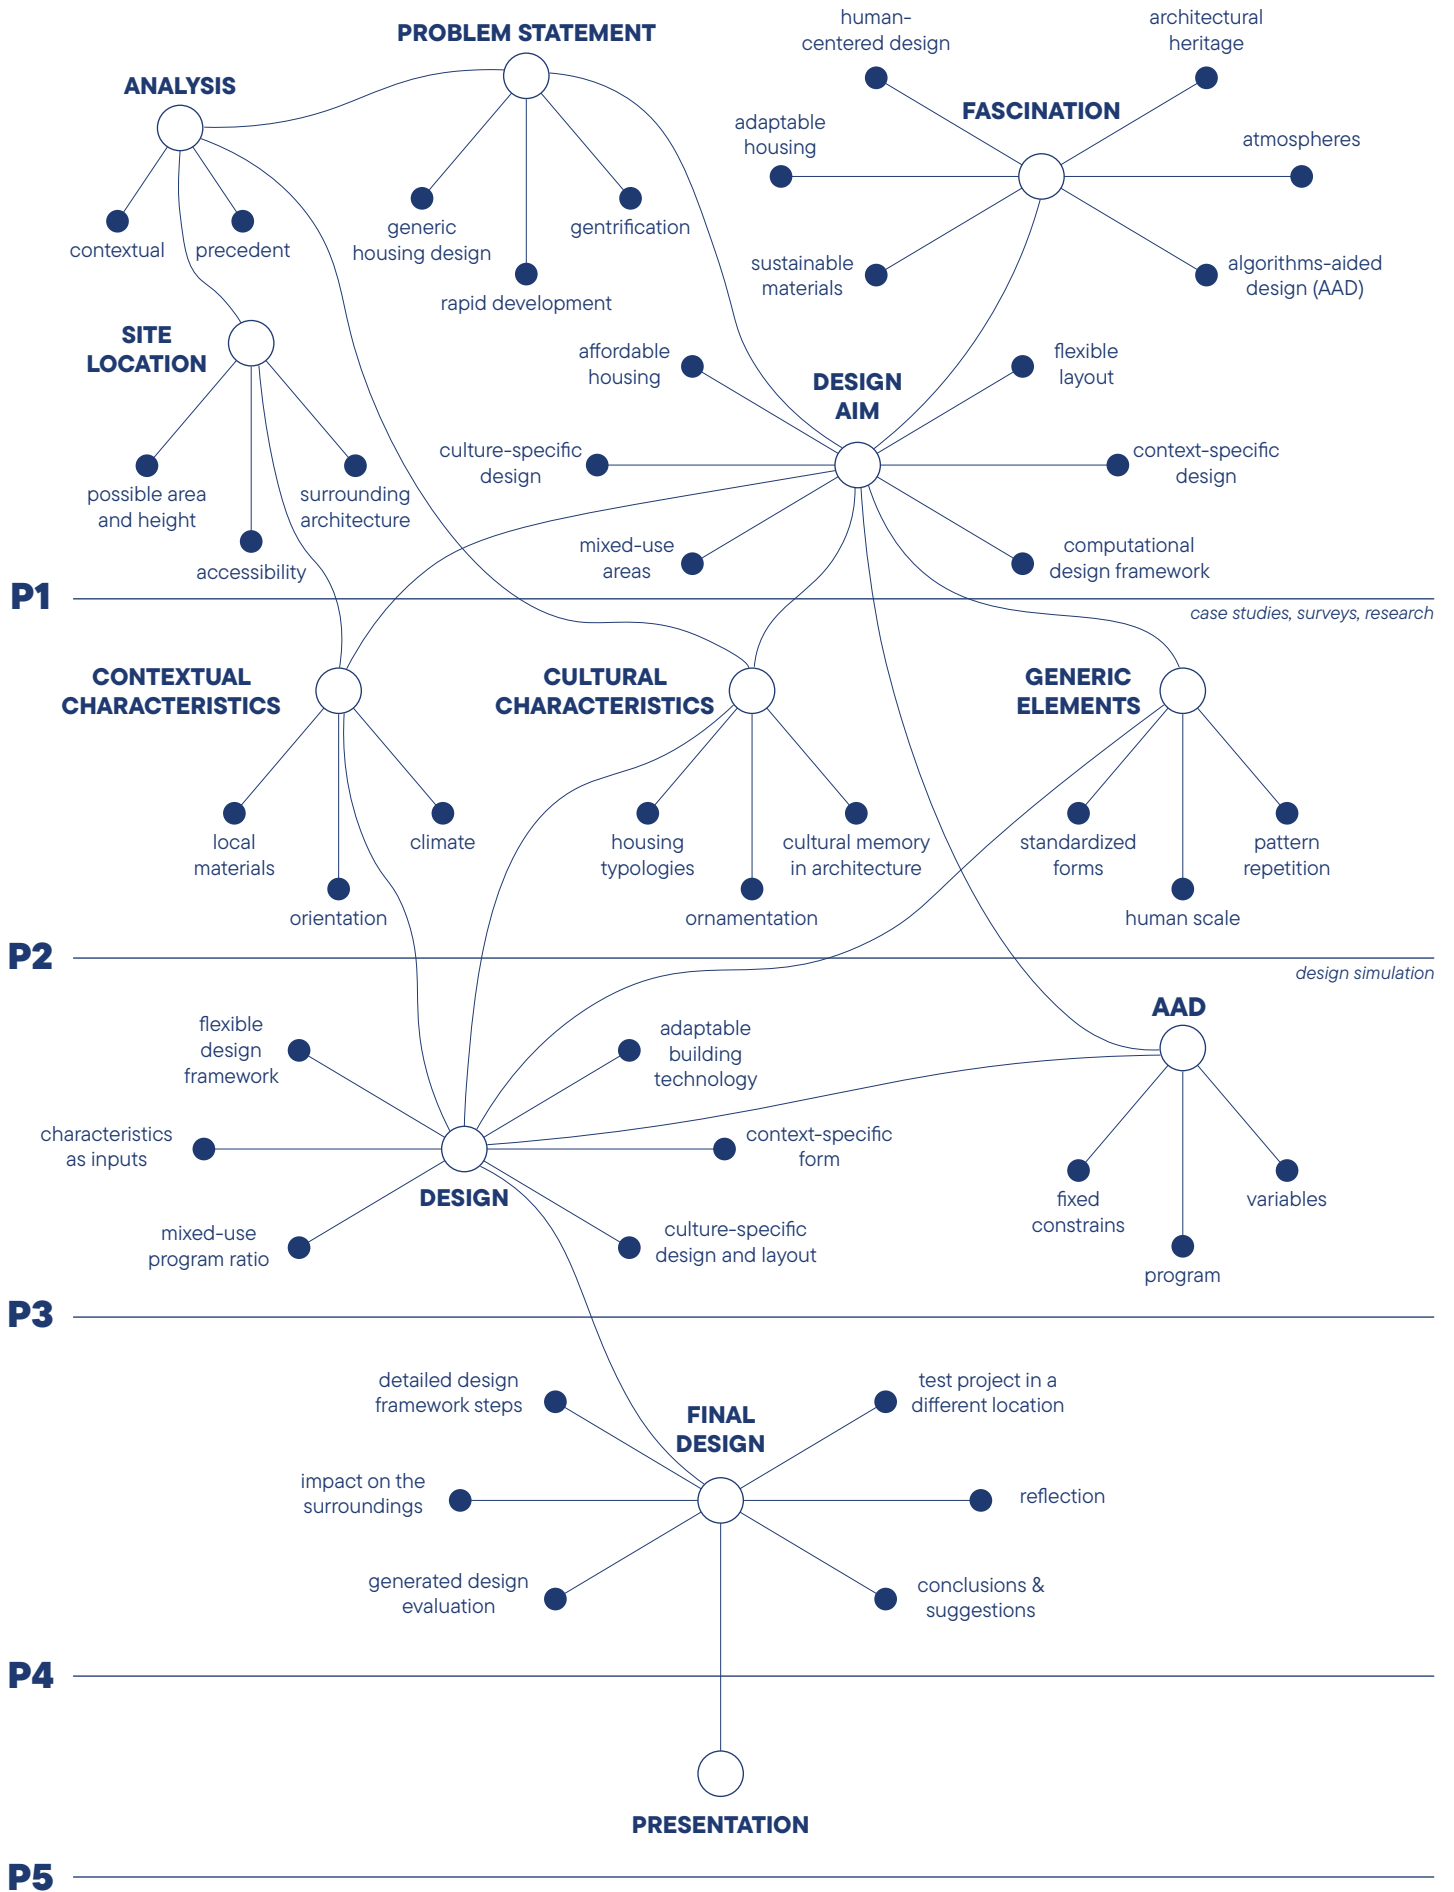 PROBLEM STATEMENT
ANALYSIS
contextual
precedent
generic
housing design
rapid development
gentrification
human-
centered design
architectural
heritage
FASCINATION
adaptable
housing
atmospheres
sustainable
materials
algorithms-aided
design (AAD)
SITE
LOCATION
possible area
and height
accessibility
surrounding
architecture
affordable
housing
DESIGN
AIM
flexible
layout
culture-specific
design
context-specific
design
mixed-use
areas
computational
design framework
P1
case studies, surveys, research
CONTEXTUAL
CHARACTERISTICS
local
materials
orientation
climate
CULTURAL
CHARACTERISTICS
housing
typologies
ornamentation
cultural memory
in architecture
GENERIC
ELEMENTS
standardized
forms
human scale
pattern
repetition
P2
design simulation
flexible
design
framework
adaptable
building
technology
characteristics
as inputs
context-specific
form
DESIGN
mixed-use
program ratio
culture-specific
design and layout
AAD
fixed
constrains
program
variables
P3
detailed design
framework steps
FINAL
DESIGN
test project in a
different location
impact on the
surroundings
reflection
generated design
evaluation
conclusions &
suggestions
P4
PRESENTATION
P5